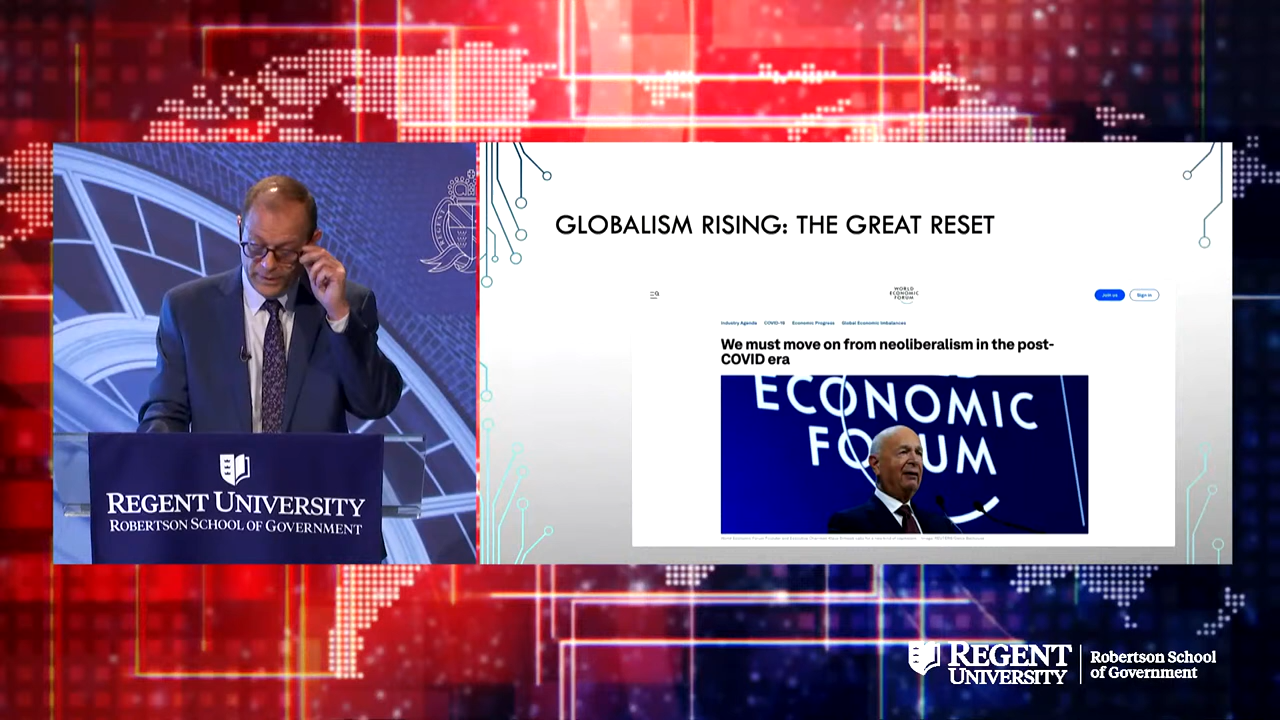 REGENT
REGENT UNIVERSITY
ROBERTSON SCHOOL OF GOVERNMENT
GLOBALISM RISING: THE GREAT RESET
WORLD
ECONOMIC
FORUM
Join us
Sign in
Industry Agenda COVID-19 Economic Progress Global Economic Imbalances
We must move on from neoliberalism in the post-
COVID era
ECONOMIC
FORUM
REGENT
UNIVERSITY
Robertson School
of Government